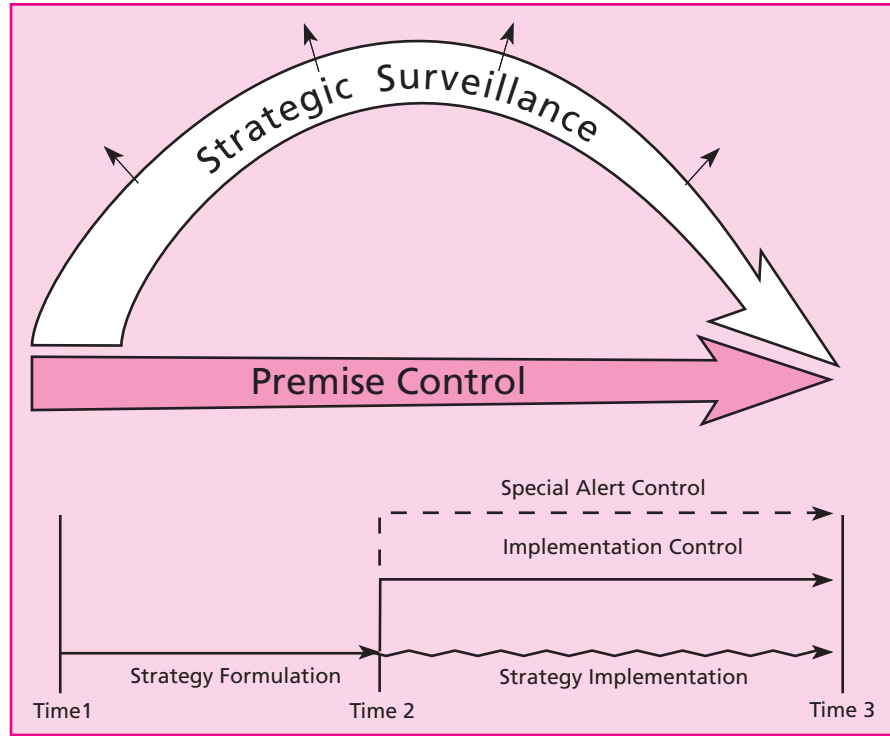 Strategic Surveillance
Premise Control
Special Alert Control
Implementation Control
Strategy Formulation
Strategy Implementation
Time1
Time 2
Time 3